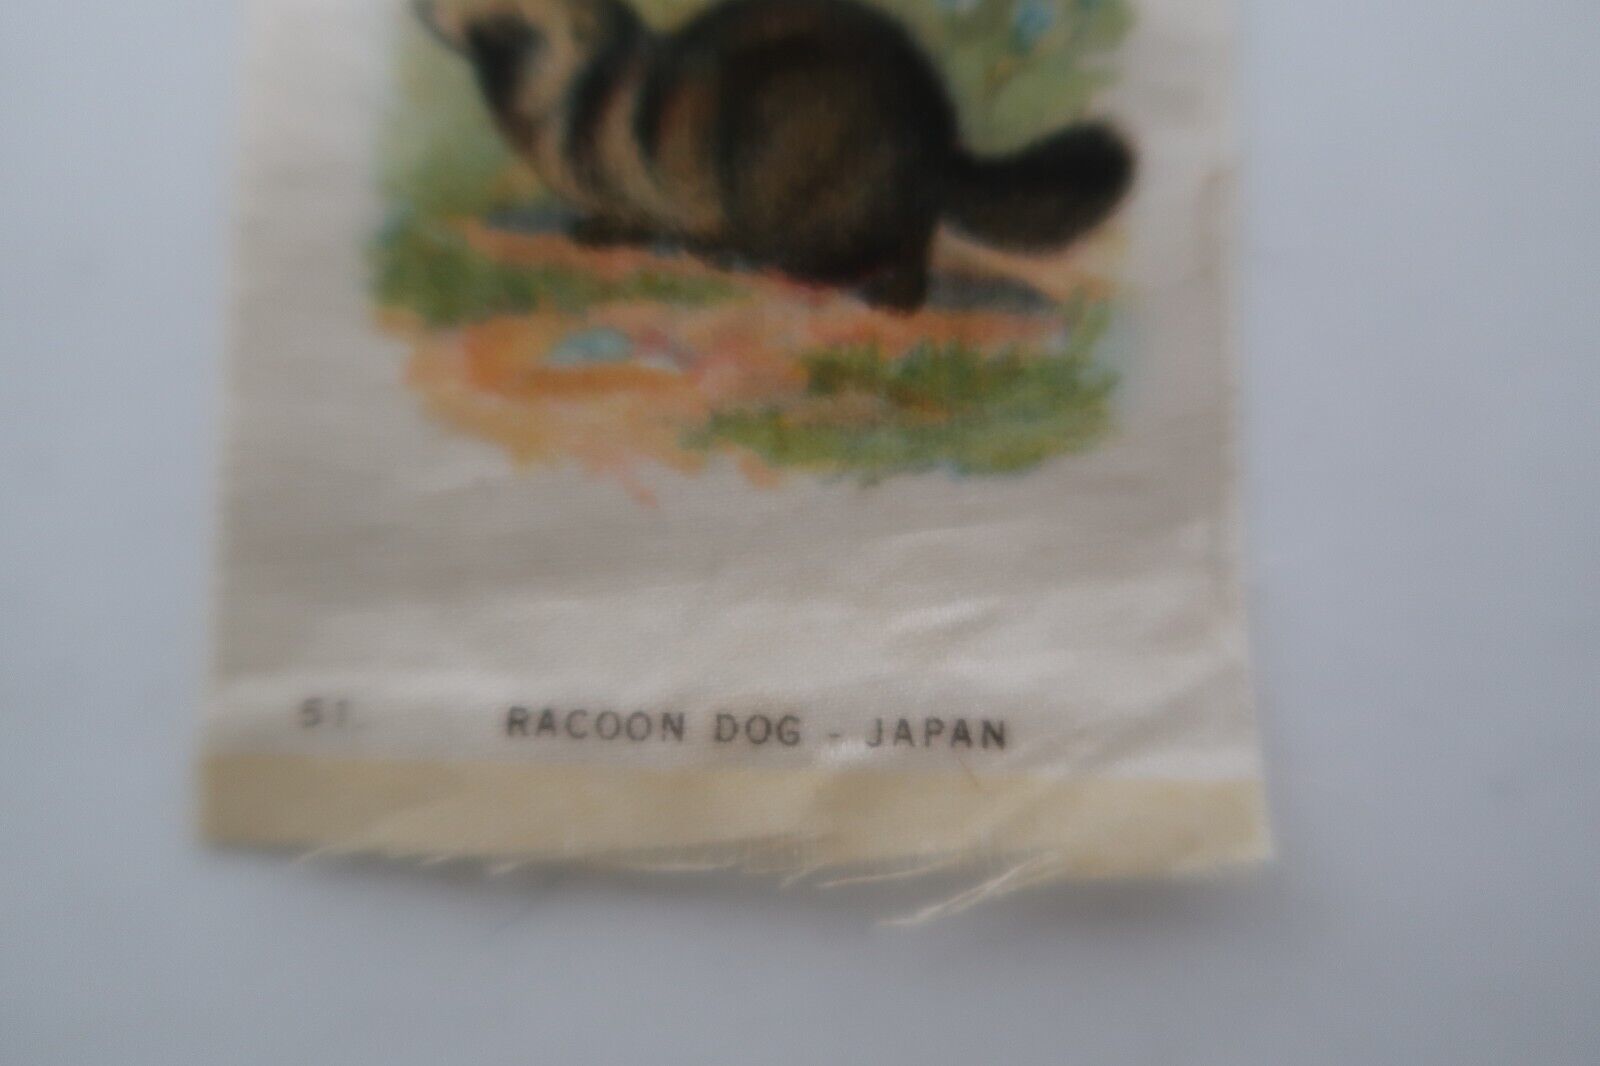 51. RACOON DOG - JAPAN